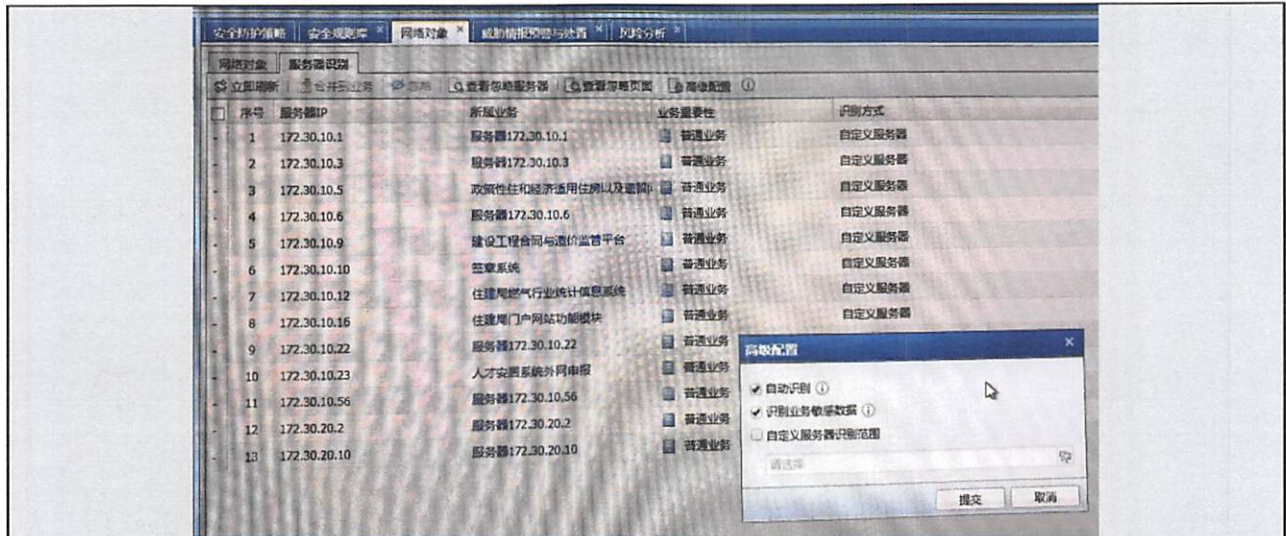 安全防护策略 安全规则库 × 网络对象 × 威胁情报预警与处置 × 风险分析 ×
网络对象 服务器识别
立即刷新 合并到业务 忽略 查看忽略服务器 查看忽略页面 高级配置
序号 服务器IP 所属业务 业务重要性 识别方式
1 172.30.10.1 服务器172.30.10.1 普通业务 自定义服务器
2 172.30.10.3 服务器172.30.10.3 普通业务 自定义服务器
3 172.30.10.5 政策性住和经济适用住房以及 普通业务 自定义服务器
4 172.30.10.6 服务器172.30.10.6 普通业务 自定义服务器
5 172.30.10.9 建设工程合同与造价监管平台 普通业务 自定义服务器
6 172.30.10.10 签章系统 普通业务 自定义服务器
7 172.30.10.12 住建局燃气行业统计信息系统 普通业务 自定义服务器
8 172.30.10.16 住建局门户网站功能模块 普通业务 自定义服务器
9 172.30.10.22 服务器172.30.10.22 普通业务
10 172.30.10.23 人才安居系统外网申报 普通业务
11 172.30.10.56 服务器172.30.10.56 普通业务
12 172.30.20.2 服务器172.30.20.2 普通业务
13 172.30.20.10 服务器172.30.20.10 普通业务
高级配置 ×
自动识别
识别业务敏感数据
自定义服务器识别范围
请选择
提交 取消